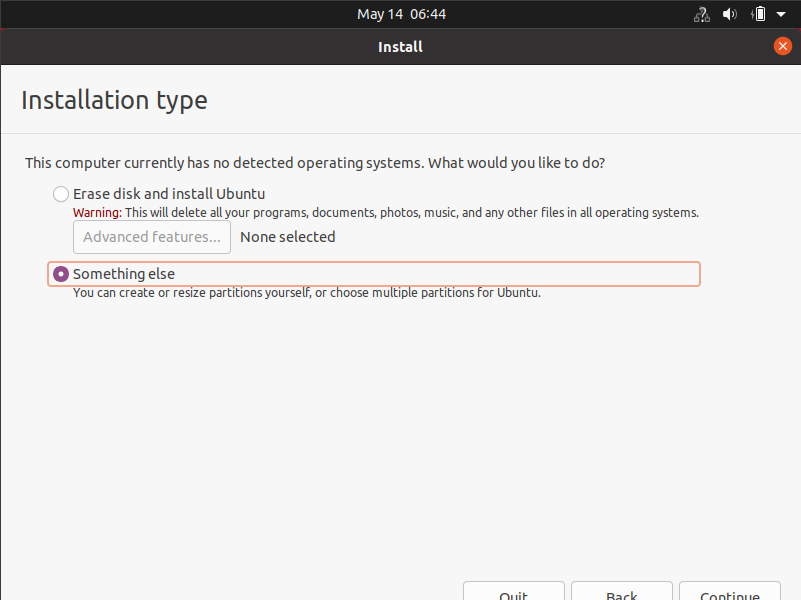 May 14 06:44
Install
Installation type
This computer currently has no detected operating systems. What would you like to do?
Erase disk and install Ubuntu
Warning: This will delete all your programs, documents, photos, music, and any other files in all operating systems.
Advanced features... None selected
Something else
You can create or resize partitions yourself, or choose multiple partitions for Ubuntu.
Quit Back Continue